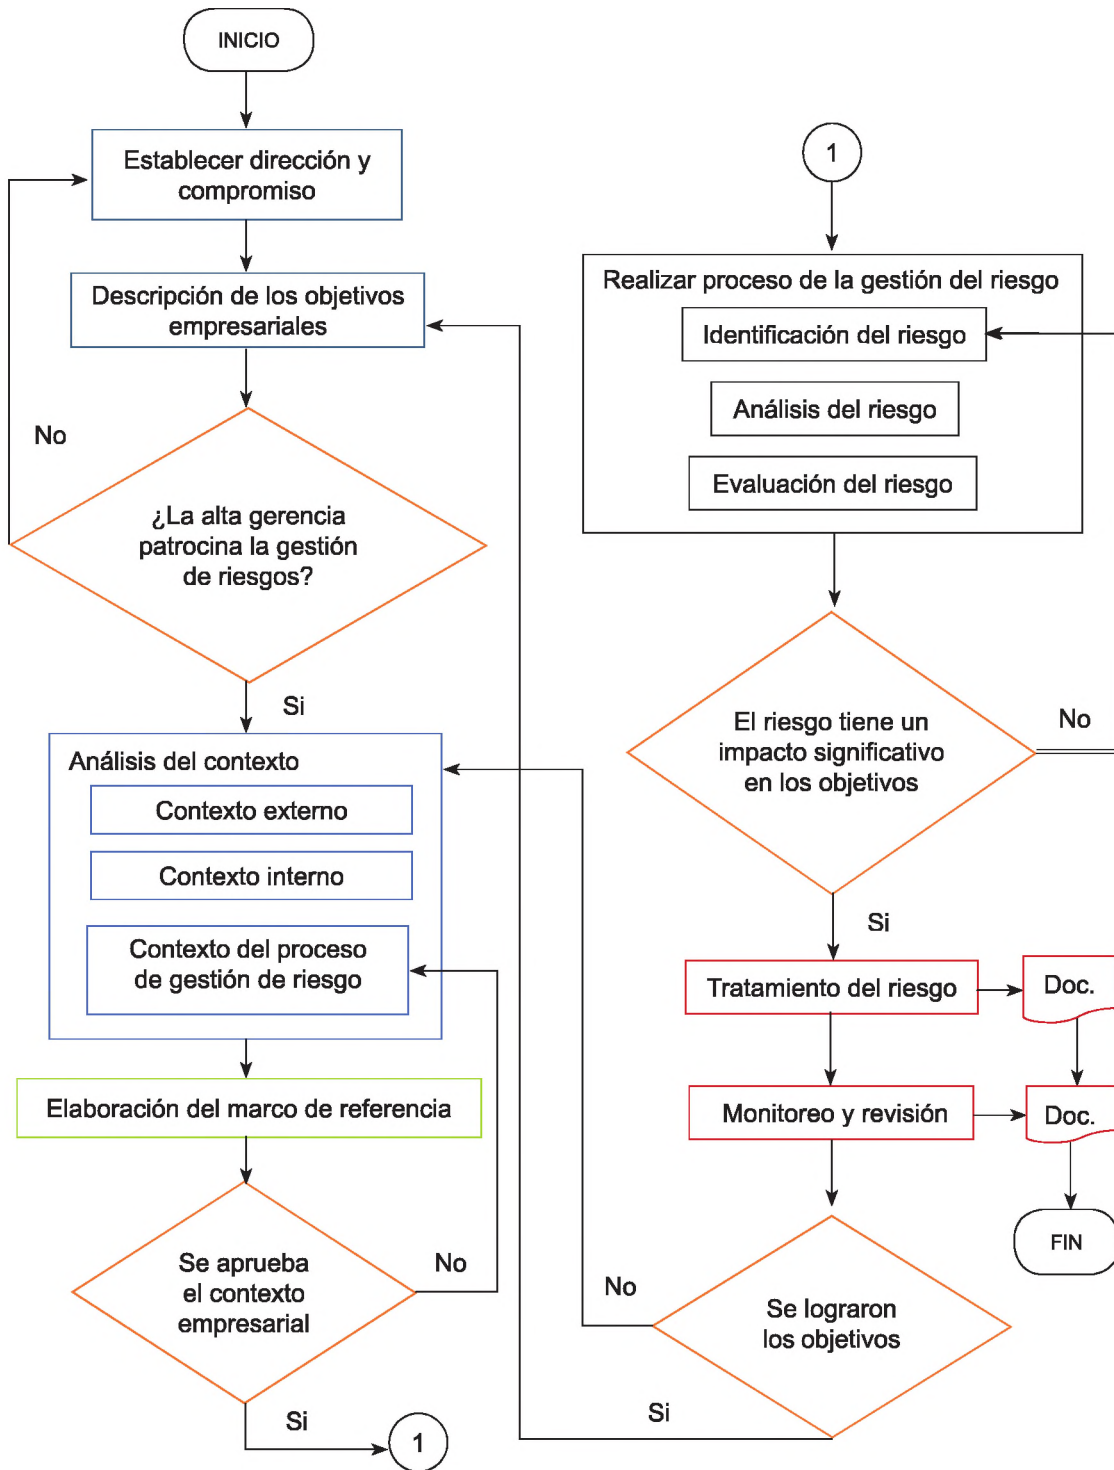 INICIO
Establecer dirección y
compromiso
Descripción de los objetivos
empresariales
No
¿La alta gerencia
patrocina la gestión
de riesgos?
Si
Análisis del contexto
Contexto externo
Contexto interno
Contexto del proceso
de gestión de riesgo
Elaboración del marco de referencia
Se aprueba
el contexto
empresarial
No
Si
1
1
Realizar proceso de la gestión del riesgo
Identificación del riesgo
Análisis del riesgo
Evaluación del riesgo
El riesgo tiene un
impacto significativo
en los objetivos
No
Si
Tratamiento del riesgo
Doc.
Monitoreo y revisión
Doc.
FIN
Se lograron
los objetivos
No
Si